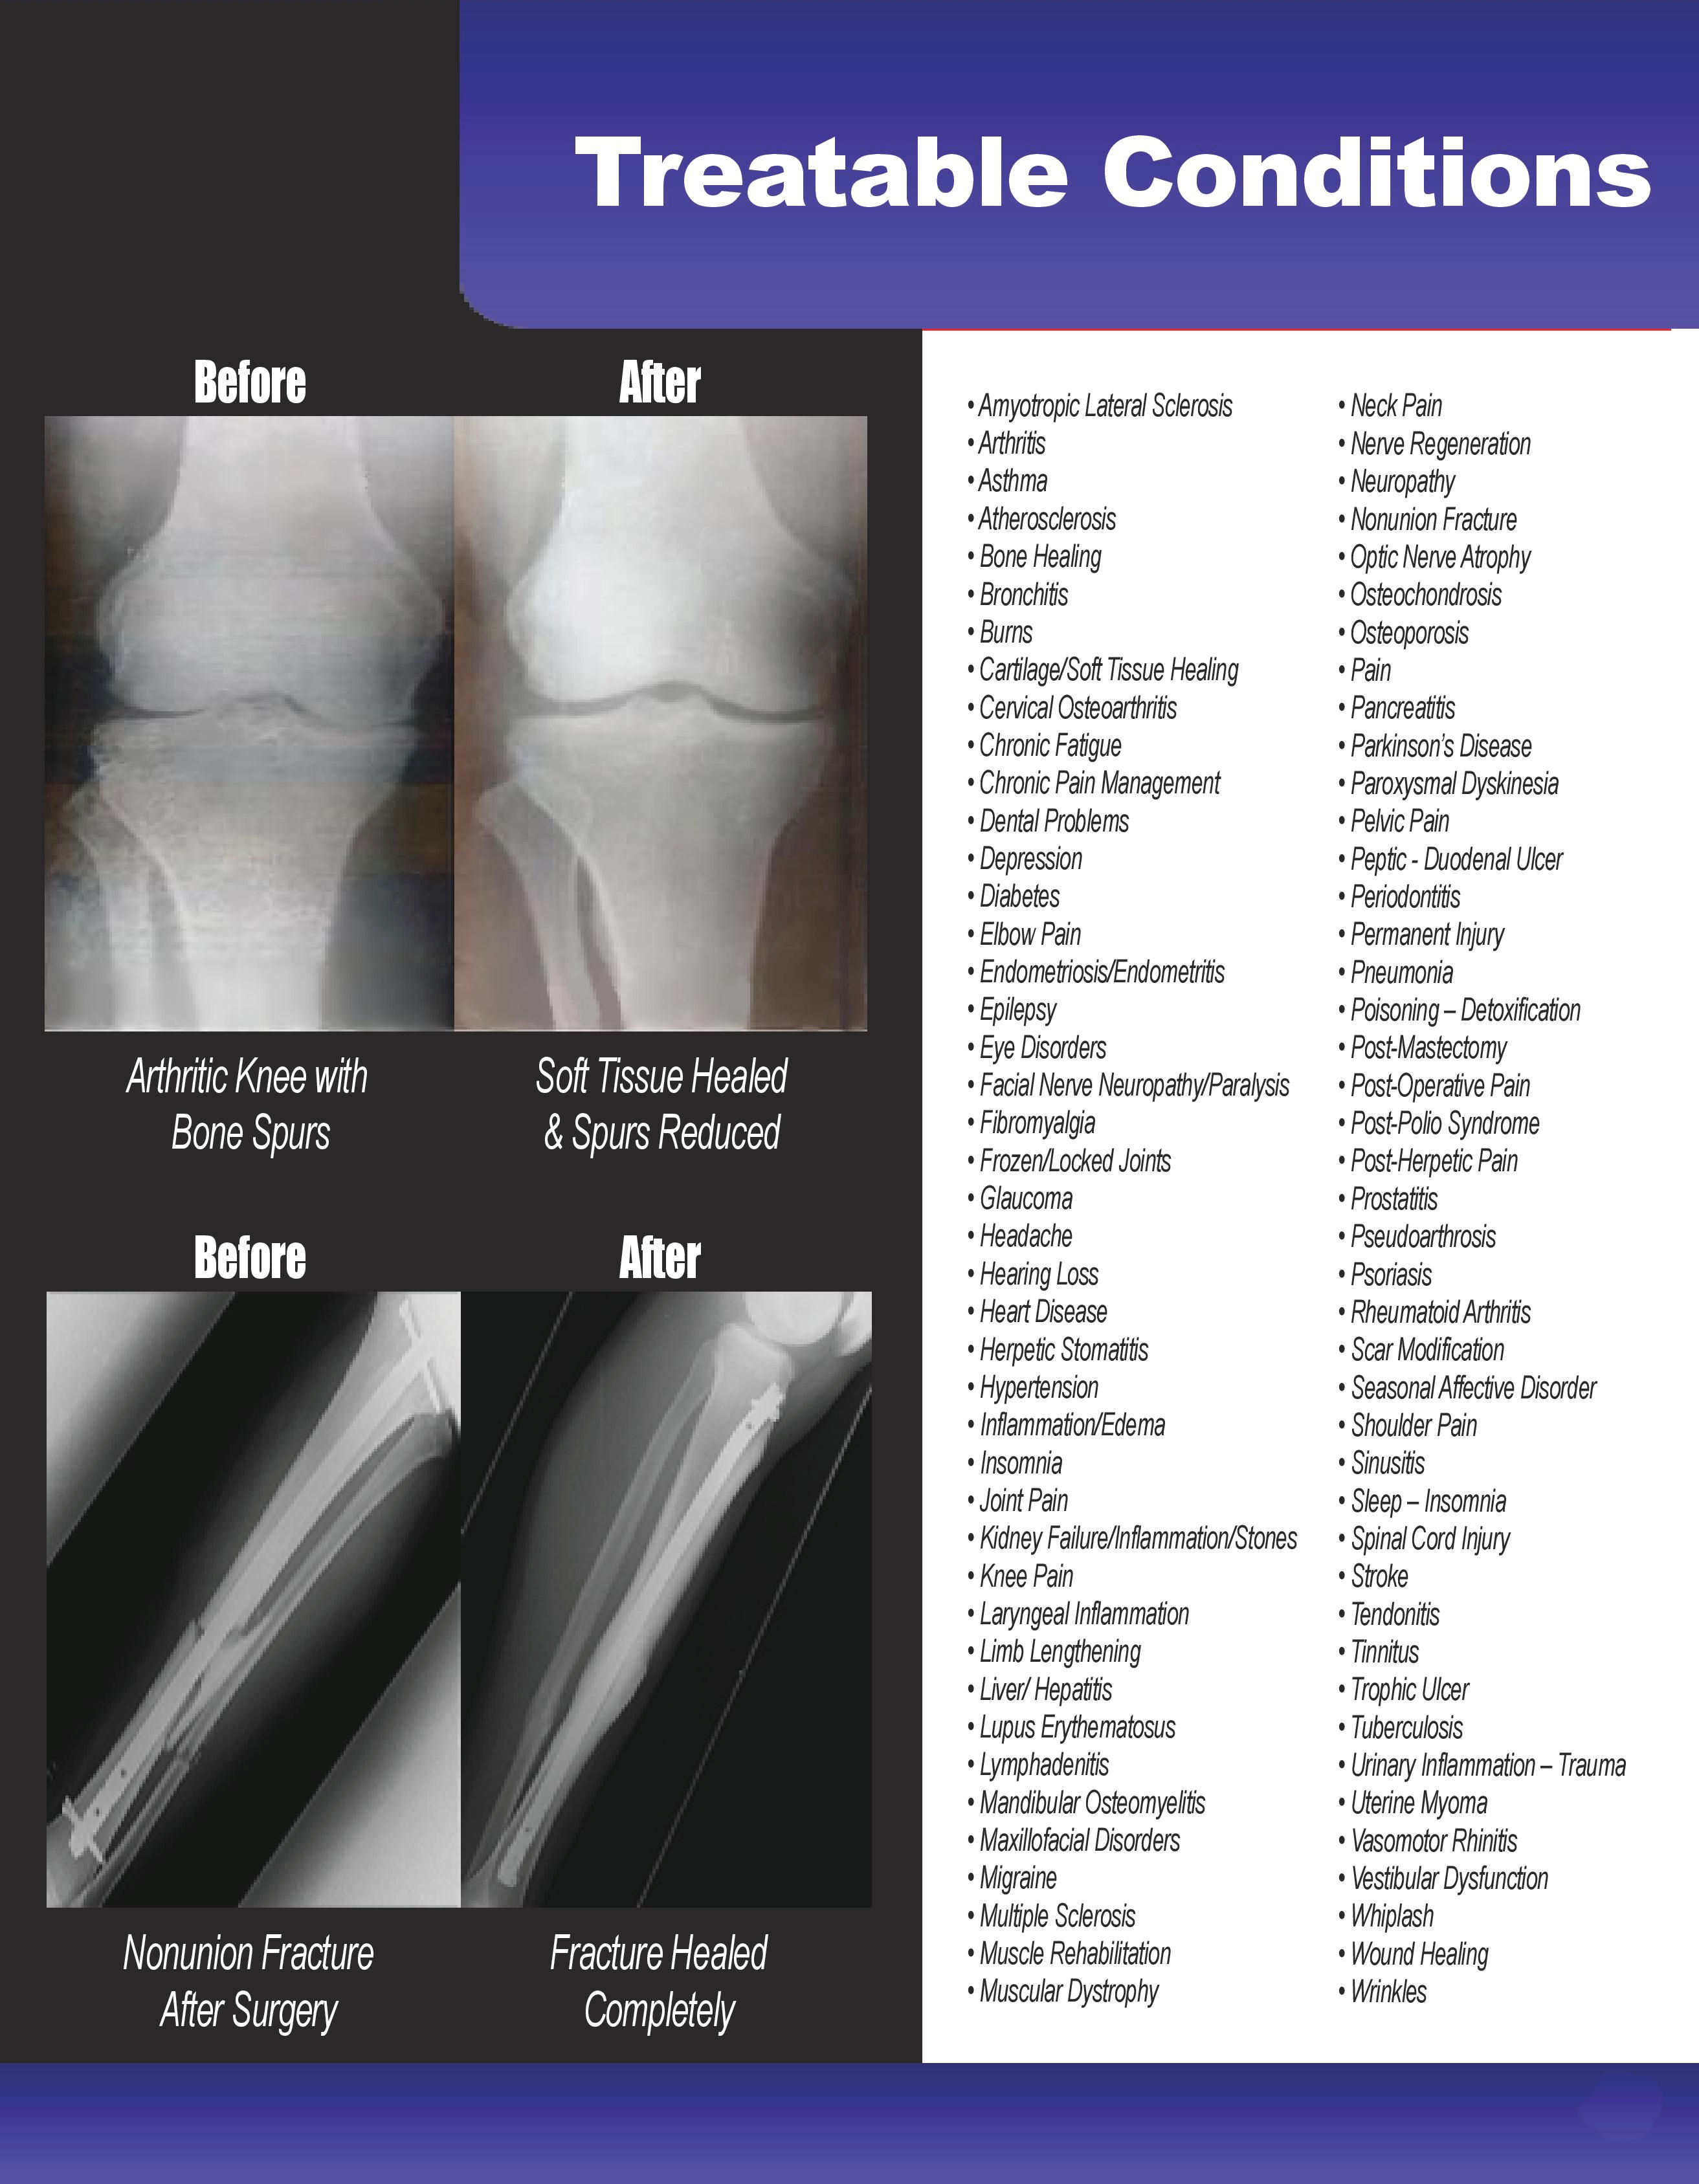 Treatable Conditions
Before
After
Arthritic Knee with
Bone Spurs
Soft Tissue Healed
& Spurs Reduced
Before
After
Nonunion Fracture
After Surgery
Fracture Healed
Completely
• Amyotropic Lateral Sclerosis
• Arthritis
• Asthma
• Atherosclerosis
• Bone Healing
• Bronchitis
• Burns
• Cartilage/Soft Tissue Healing
• Cervical Osteoarthritis
• Chronic Fatigue
• Chronic Pain Management
• Dental Problems
• Depression
• Diabetes
• Elbow Pain
• Endometriosis/Endometritis
• Epilepsy
• Eye Disorders
• Facial Nerve Neuropathy/Paralysis
• Fibromyalgia
• Frozen/Locked Joints
• Glaucoma
• Headache
• Hearing Loss
• Heart Disease
• Herpetic Stomatitis
• Hypertension
• Inflammation/Edema
• Insomnia
• Joint Pain
• Kidney Failure/Inflammation/Stones
• Knee Pain
• Laryngeal Inflammation
• Limb Lengthening
• Liver/ Hepatitis
• Lupus Erythematosus
• Lymphadenitis
• Mandibular Osteomyelitis
• Maxillofacial Disorders
• Migraine
• Multiple Sclerosis
• Muscle Rehabilitation
• Muscular Dystrophy
• Neck Pain
• Nerve Regeneration
• Neuropathy
• Nonunion Fracture
• Optic Nerve Atrophy
• Osteochondrosis
• Osteoporosis
• Pain
• Pancreatitis
• Parkinson’s Disease
• Paroxysmal Dyskinesia
• Pelvic Pain
• Peptic - Duodenal Ulcer
• Periodontitis
• Permanent Injury
• Pneumonia
• Poisoning – Detoxification
• Post-Mastectomy
• Post-Operative Pain
• Post-Polio Syndrome
• Post-Herpetic Pain
• Prostatitis
• Pseudoarthrosis
• Psoriasis
• Rheumatoid Arthritis
• Scar Modification
• Seasonal Affective Disorder
• Shoulder Pain
• Sinusitis
• Sleep – Insomnia
• Spinal Cord Injury
• Stroke
• Tendonitis
• Tinnitus
• Trophic Ulcer
• Tuberculosis
• Urinary Inflammation – Trauma
• Uterine Myoma
• Vasomotor Rhinitis
• Vestibular Dysfunction
• Whiplash
• Wound Healing
• Wrinkles